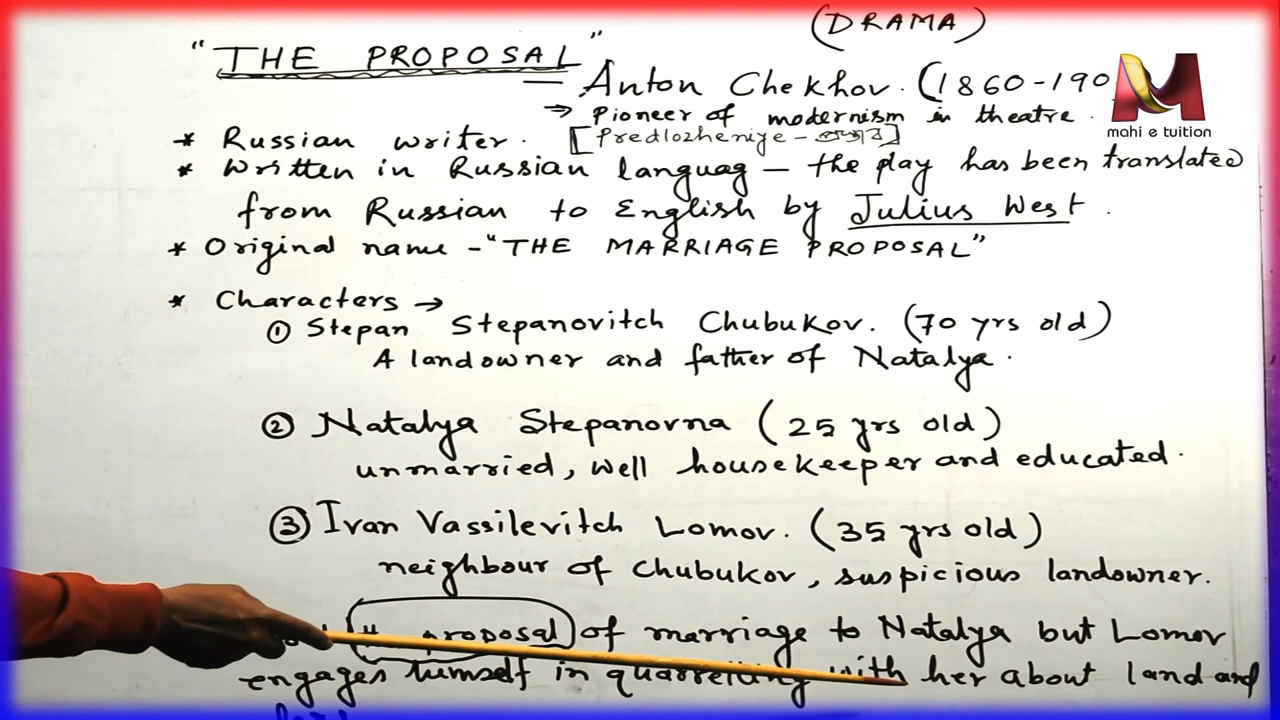 (DRAMA)
"THE PROPOSAL"
— Anton Chekhov. (1860-190
→ Pioneer of modernism in theatre.
* Russian writer. [Predlozheniye -
* Written in Russian languag — the play has been translated
from Russian to English by Julius West.
* Original name - "THE MARRIAGE PROPOSAL"
* Characters →
① Stepan Stepanovitch Chubukov. (70 yrs old)
A landowner and father of Natalya.
② Natalya Stepanovna (25 yrs old)
unmarried, well housekeeper and educated.
③ Ivan Vassilevitch Lomov. (35 yrs old)
neighbour of Chubukov, suspicious landowner.
proposal of marriage to Natalya but Lomov
engages himself in quarrelling with her about land and
mahi e tuition